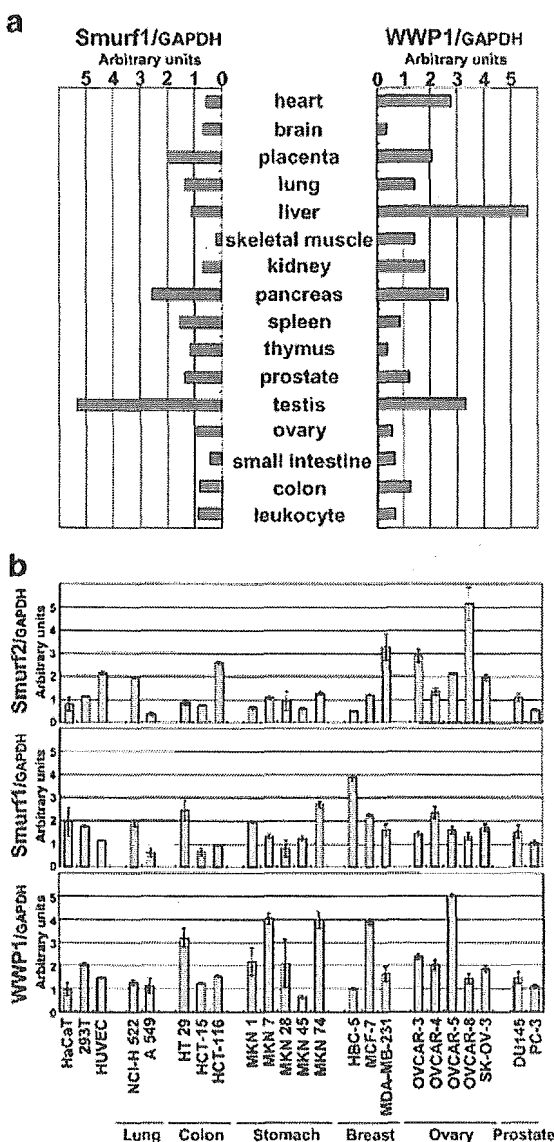 a
Smurf1/GAPDH
Arbitrary units
5 4 3 2 1 0
WWP1/GAPDH
Arbitrary units
0 1 2 3 4 5
heart
brain
placenta
lung
liver
skeletal muscle
kidney
pancreas
spleen
thymus
prostate
testis
ovary
small intestine
colon
leukocyte
b
Smurf2/GAPDH
Arbitrary units
5
4
3
2
1
0
Smurf1/GAPDH
Arbitrary units
5
4
3
2
1
0
WWP1/GAPDH
Arbitrary units
5
4
3
2
1
0
HaCaT
293T
HUVEC
NCI-H 522
A 549
HT 29
HCT-15
HCT-116
MKN 1
MKN 7
MKN 28
MKN 45
MKN 74
HBC-5
MCF-7
MDA-MB-231
OVCAR-3
OVCAR-4
OVCAR-5
OVCAR-8
SK-OV-3
DU145
PC-3
Lung Colon Stomach Breast Ovary Prostate